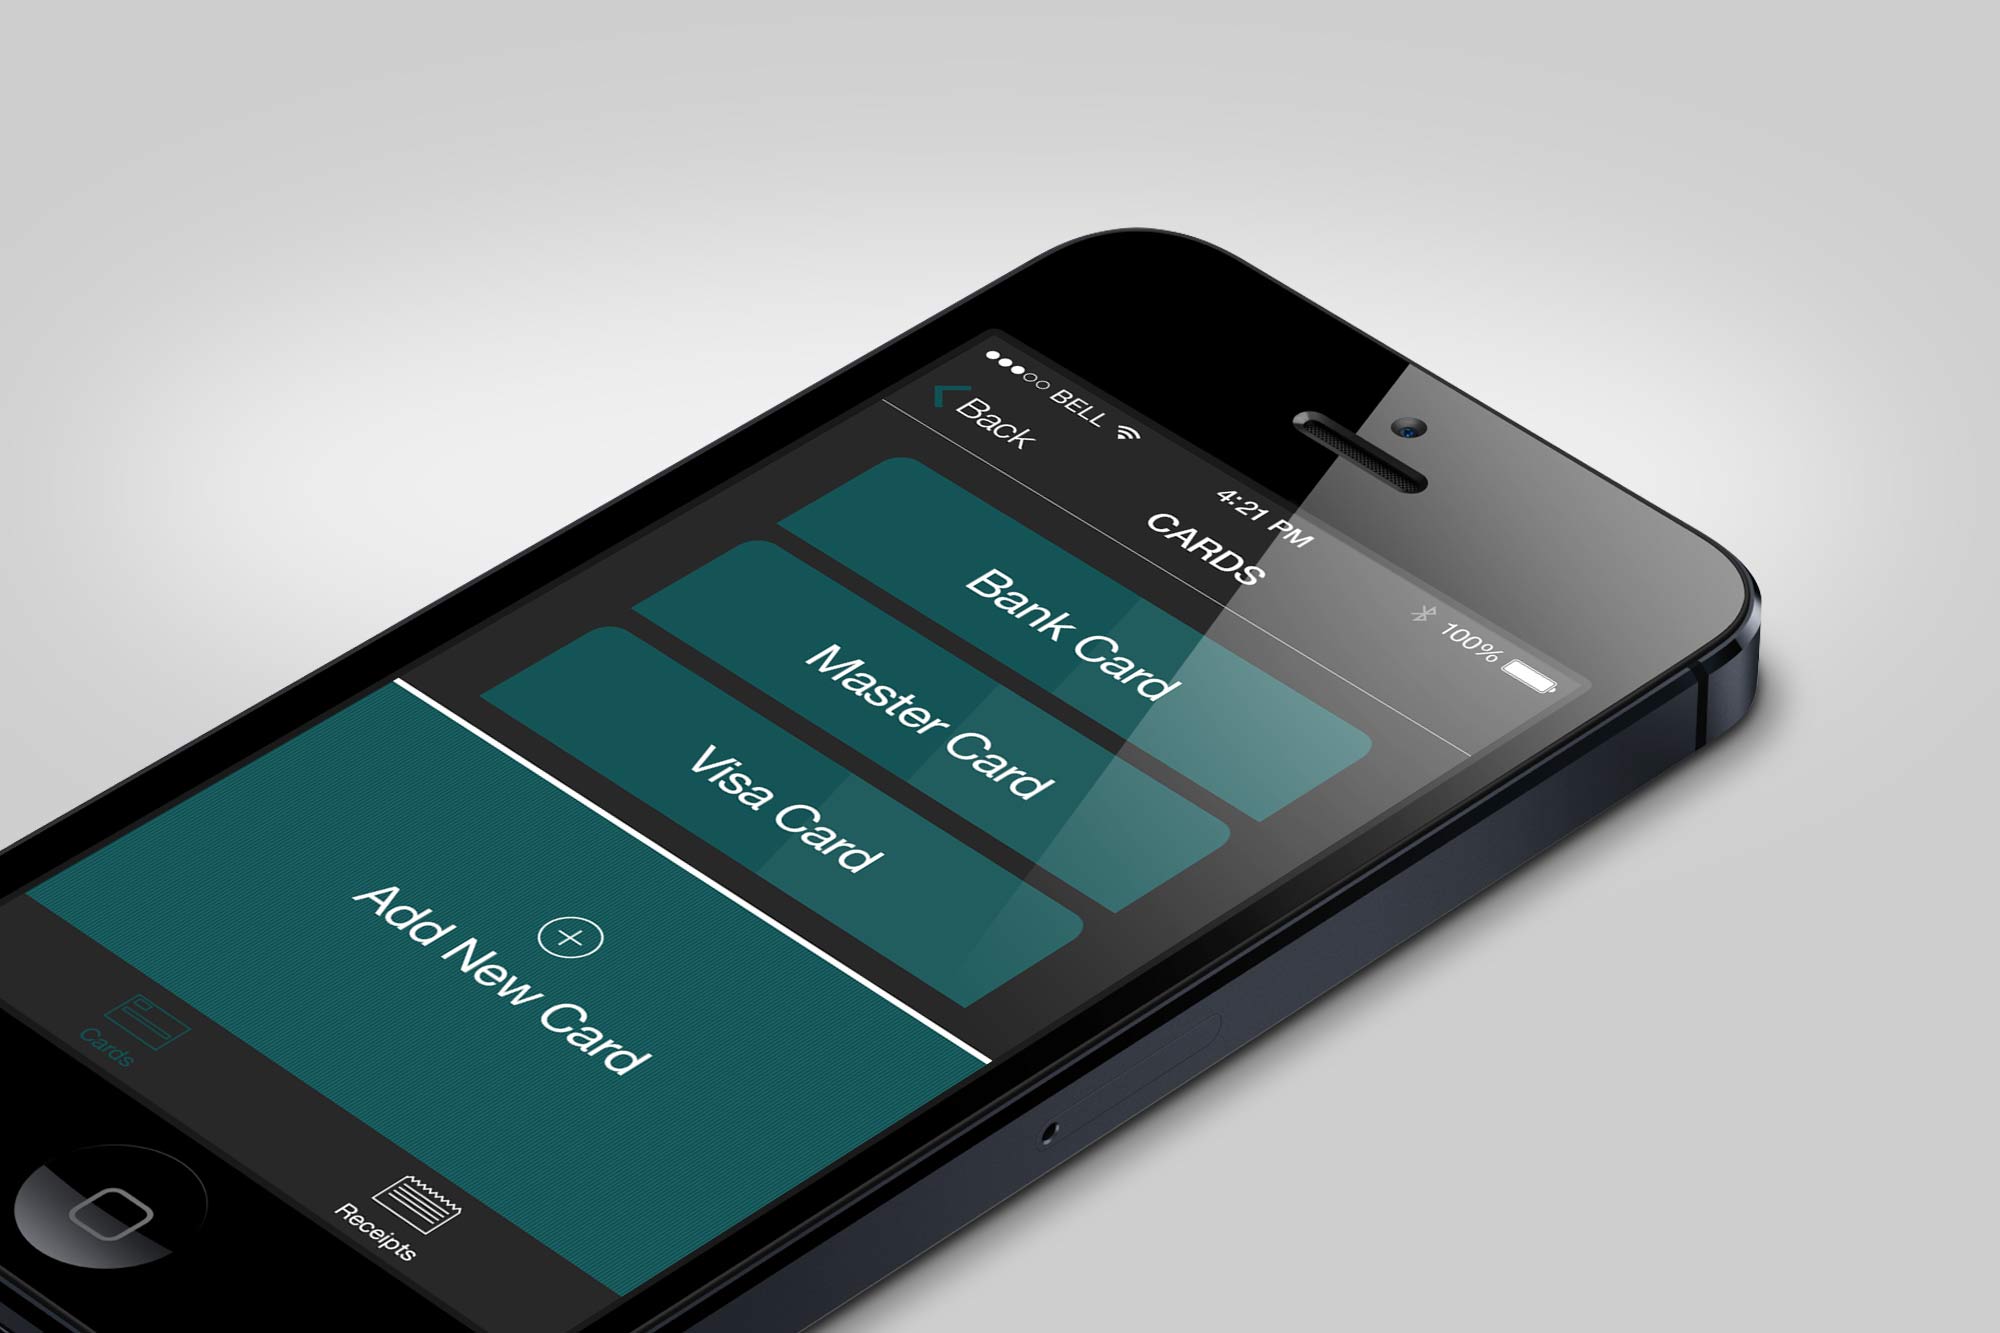 BELL
4:21 PM
100%
Back
CARDS
Bank Card
Master Card
Visa Card
Add New Card
Cards
Receipts